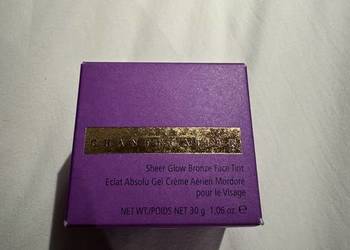 CHANTECAILLE
Sheer Glow Bronze Face Tint
Eclat Absolu Gel Crème Aérien Mordoré
pour le Visage
NET WT/POIDS NET 30 g 1.06 oz. e